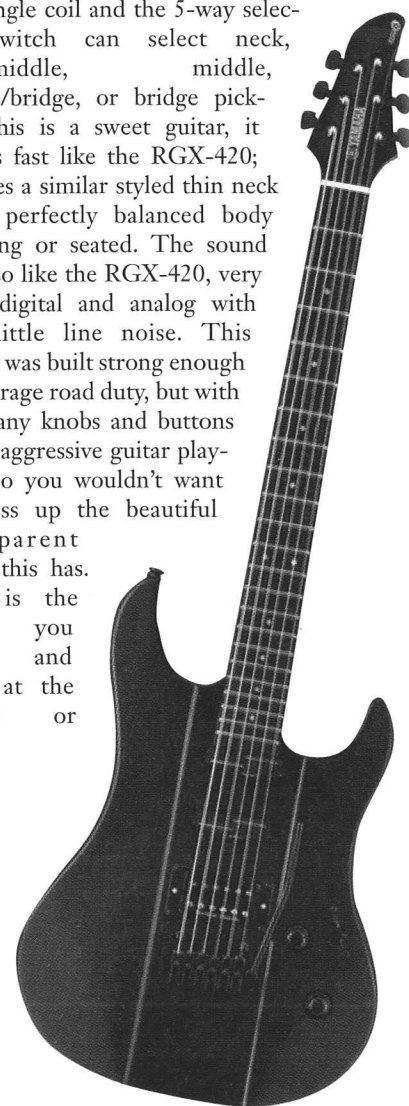 ngle coil and the 5-way selec-
witch can select neck,
iddle, middle,
/bridge, or bridge pick-
his is a sweet guitar, it
s fast like the RGX-420;
es a similar styled thin neck
perfectly balanced body
ng or seated. The sound
so like the RGX-420, very
digital and analog with
ittle line noise. This
was built strong enough
rage road duty, but with
any knobs and buttons
aggressive guitar play-
o you wouldn't want
ss up the beautiful
parent
this has.
is the
you
and
at the
or
YAMAHA